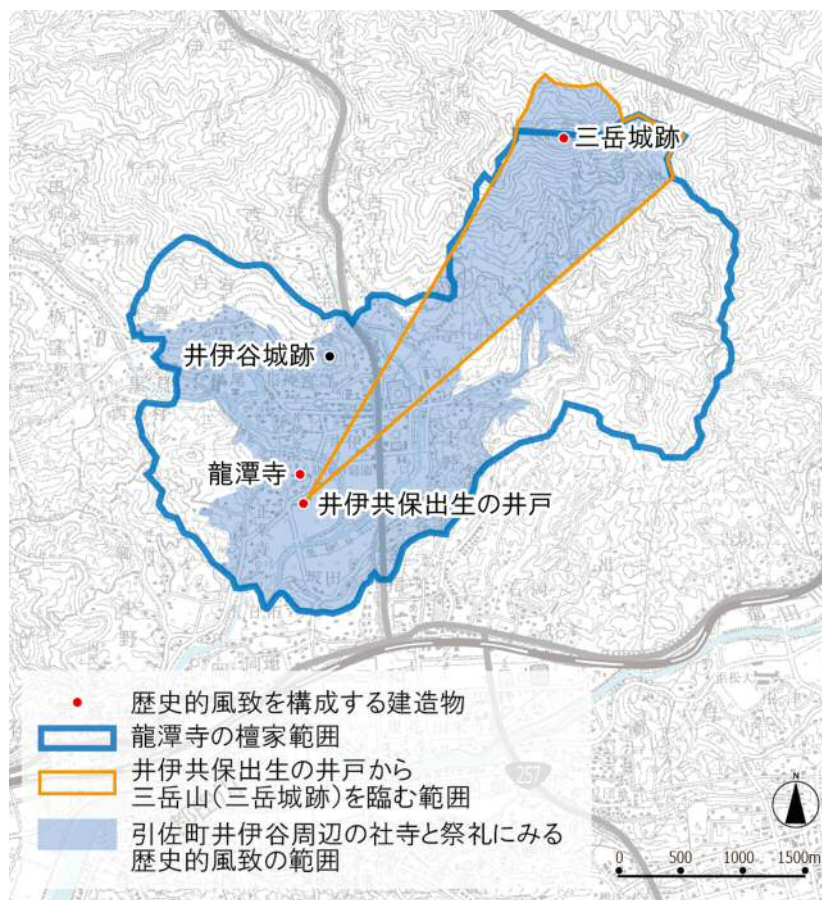 三岳城跡
井伊谷城跡
龍潭寺
井伊共保出生の井戸
歴史的風致を構成する建造物
龍潭寺の檀家範囲
井伊共保出生の井戸から
三岳山(三岳城跡)を臨む範囲
引佐町井伊谷周辺の社寺と祭礼にみる
歴史的風致の範囲
257
N
0 500 1000 1500m